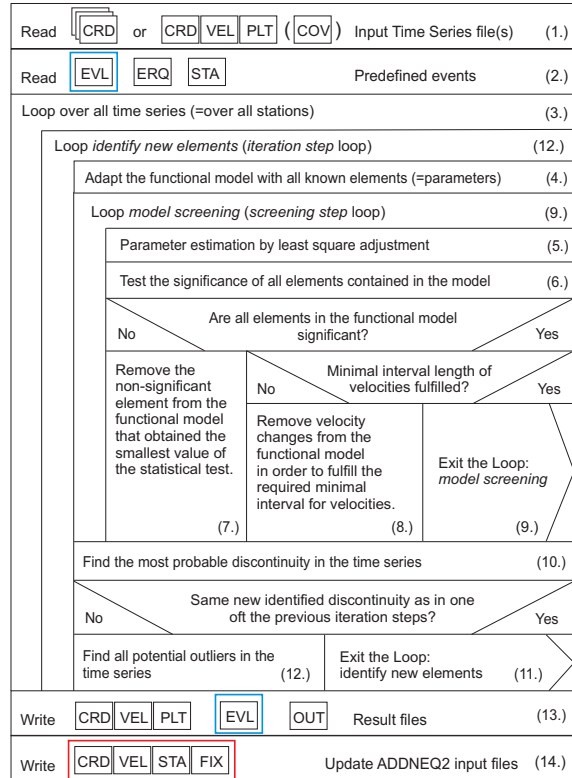 Read CRD or CRD VEL PLT ( COV ) Input Time Series file(s) (1.)
Read EVL ERQ STA Predefined events (2.)
Loop over all time series (=over all stations) (3.)
Loop identify new elements (iteration step loop) (12.)
Adapt the functional model with all known elements (=parameters) (4.)
Loop model screening (screening step loop) (9.)
Parameter estimation by least square adjustment (5.)
Test the significance of all elements contained in the model (6.)
Are all elements in the functional model
significant?
No
Yes
Remove the
non-significant
element from the
functional model
that obtained the
smallest value of
the statistical test.
(7.)
Minimal interval length of
velocities fulfilled?
No
Yes
Remove velocity
changes from the
functional model
in order to fulfill the
required minimal
interval for velocities.
(8.)
Exit the Loop:
model screening
(9.)
Find the most probable discontinuity in the time series (10.)
Same new identified discontinuity as in one
oft the previous iteration steps?
No
Yes
Find all potential outliers in the
time series (12.)
Exit the Loop:
identify new elements (11.)
Write CRD VEL PLT EVL OUT Result files (13.)
Write CRD VEL STA FIX Update ADDNEQ2 input files (14.)